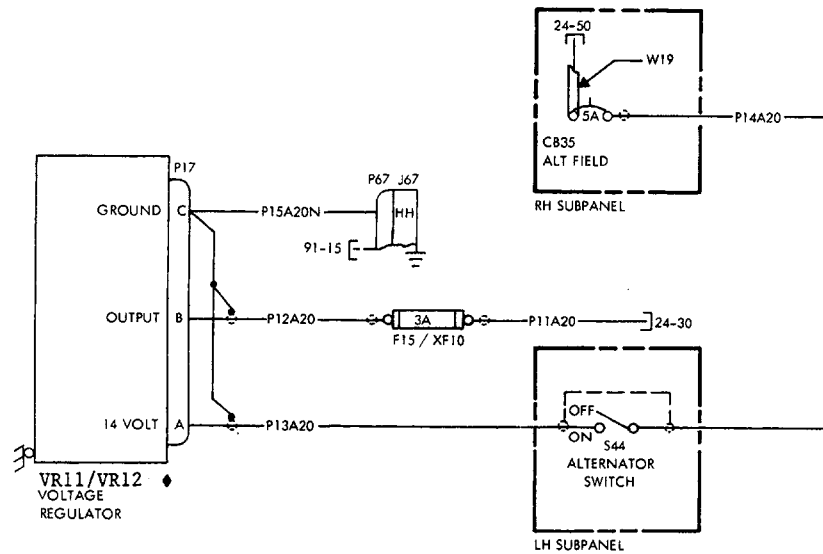 24-50
W19
5A
P14A20
CB35
ALT FIELD
RH SUBPANEL
P17
GROUND C P15A20N
P67 J67
HH
91-15
OUTPUT B P12A20
3A
P11A20 24-30
F15 / XF10
14 VOLT A P13A20
OFF
ON
S44
ALTERNATOR
SWITCH
LH SUBPANEL
VR11/VR12
VOLTAGE
REGULATOR